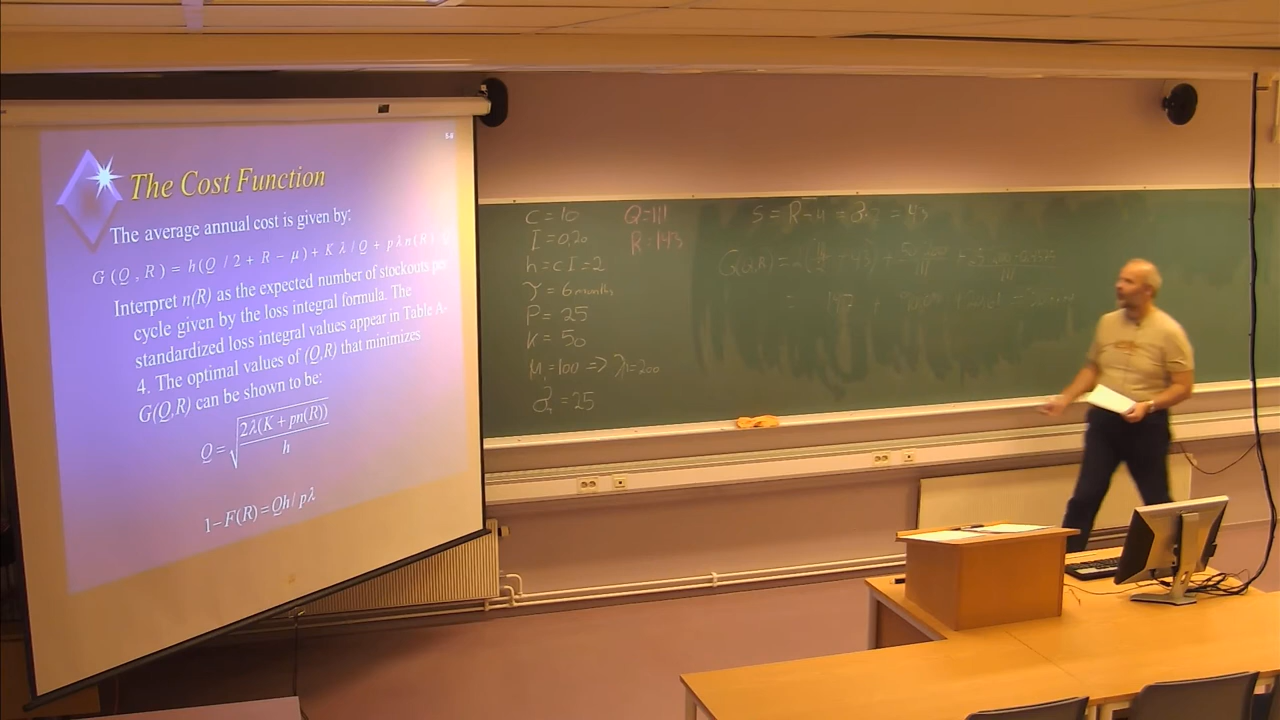 The Cost Function
The average annual cost is given by:
G ( Q , R ) = h( Q / 2 + R − μ ) + K λ / Q + p λ n( R )
Interpret n(R) as the expected number of stockouts per
cycle given by the loss integral formula. The
standardized loss integral values appear in Table A-
4. The optimal values of (Q,R) that minimizes
G(Q,R) can be shown to be:
Q = √ 2λ(K + pn(R)) / h
1− F(R) = Qh / pλ
C = 10
I = 0,20
h = c I = 2
γ = 6 months
P = 25
K = 50
μ = 100 => λ = 200
σ = 25
Q=111
R=143
S = R − μ = = 43